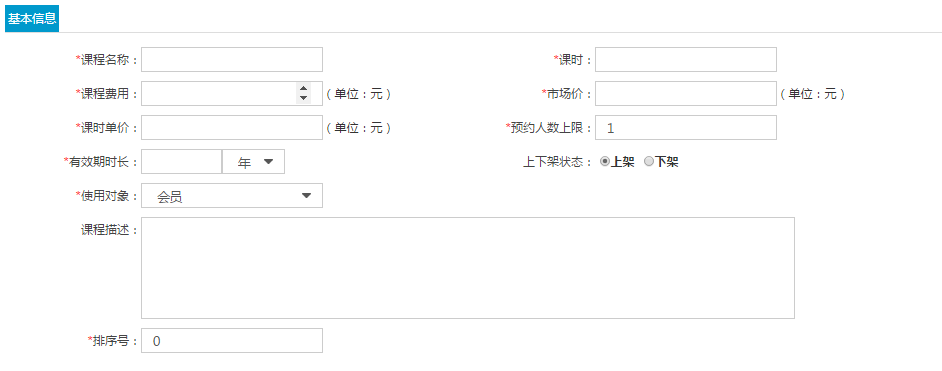 基本信息
*课程名称： *课时：
*课程费用： （单位：元） *市场价： （单位：元）
*课时单价： （单位：元） *预约人数上限： 1
*有效期时长： 年 上下架状态： 上架 下架
*使用对象： 会员
课程描述：
*排序号： 0